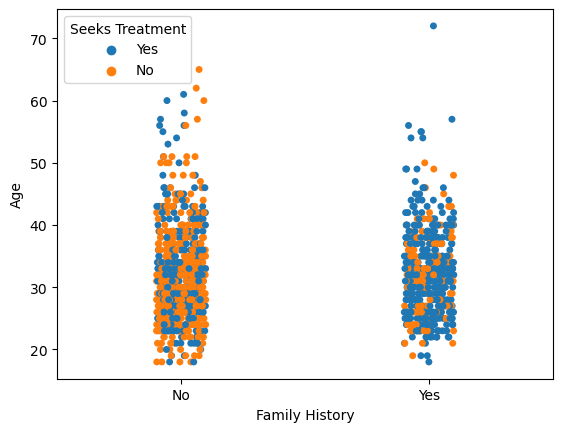 Seeks Treatment
Yes
No
70
60
50
40
30
20
Age
No
Yes
Family History